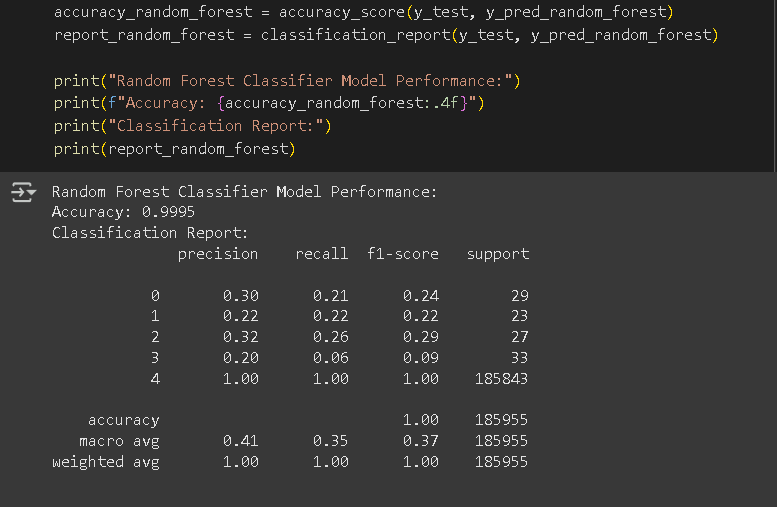 accuracy_random_forest = accuracy_score(y_test, y_pred_random_forest)
report_random_forest = classification_report(y_test, y_pred_random_forest)
print("Random Forest Classifier Model Performance:")
print(f"Accuracy: {accuracy_random_forest:.4f}")
print("Classification Report:")
print(report_random_forest)
Random Forest Classifier Model Performance:
Accuracy: 0.9995
Classification Report:
precision recall f1-score support
0 0.30 0.21 0.24 29
1 0.22 0.22 0.22 23
2 0.32 0.26 0.29 27
3 0.20 0.06 0.09 33
4 1.00 1.00 1.00 185843
accuracy 1.00 185955
macro avg 0.41 0.35 0.37 185955
weighted avg 1.00 1.00 1.00 185955